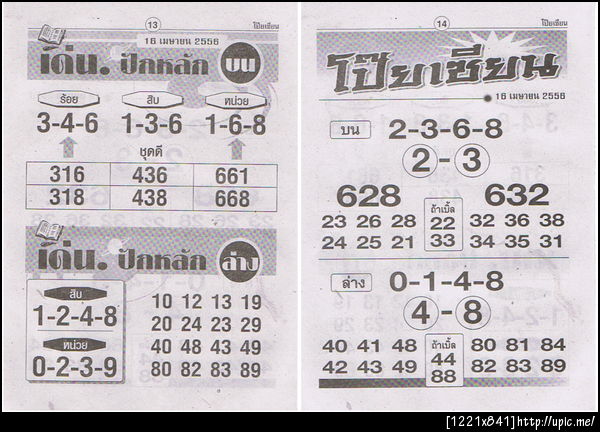 13
โป๊ยเซียน
16 เมษายน 2556
เด่น. ปักหลัก บน
ร้อย สิบ หน่วย
3-4-6 1-3-6 1-6-8
ชุดดี
316 436 661
318 438 668
เด่น. ปักหลัก ล่าง
สิบ
1-2-4-8
หน่วย
0-2-3-9
10 12 13 19
20 24 23 29
40 48 43 49
80 82 83 89
14
โป๊ยเซียน
โป๊ยเซียน
16 เมษายน 2556
บน 2-3-6-8
2-3
628 632
23 26 28 ถ้าเบิ้ล 22 32 36 38
24 25 21 33 34 35 31
ล่าง 0-1-4-8
4-8
40 41 48 ถ้าเบิ้ล 44 80 81 84
42 43 49 88 82 83 89
[1221x841]http://upic.me/